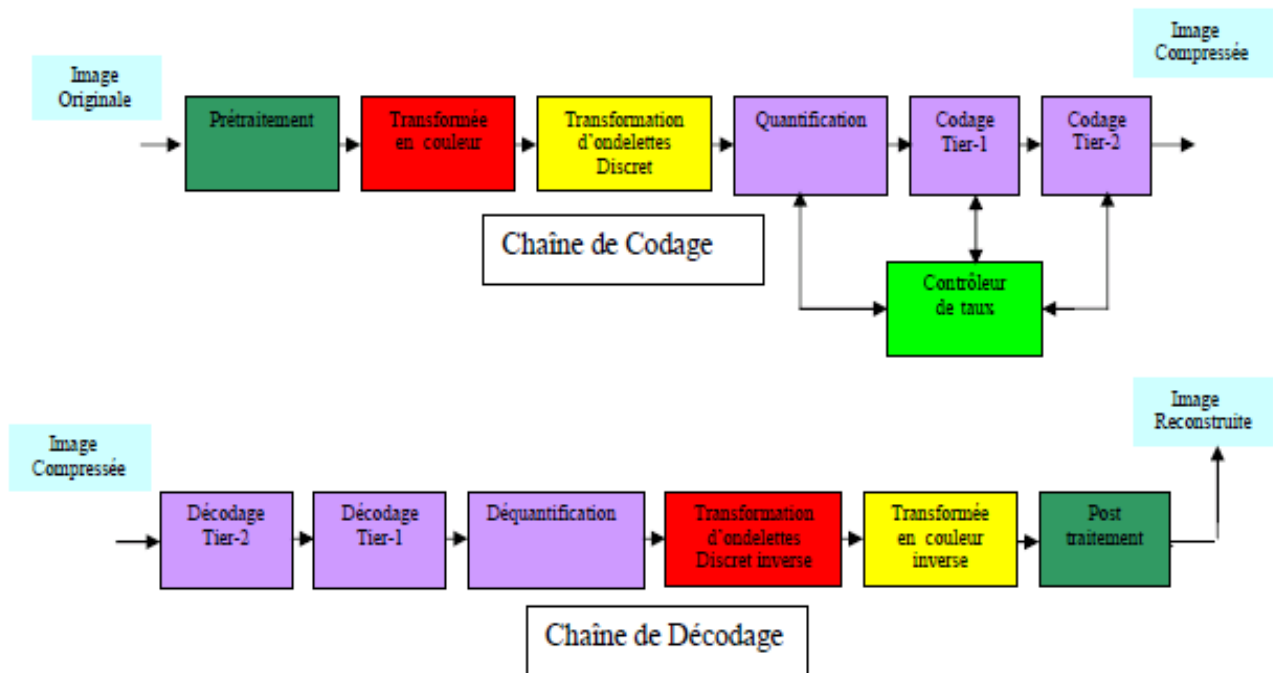 Image
Originale
Image
Compressée
Prétraitement
Transformée
en couleur
Transformation
d'ondelettes
Discret
Quantification
Codage
Tier-1
Codage
Tier-2
Chaîne de Codage
Contrôleur
de taux
Image
Compressée
Image
Reconstruite
Décodage
Tier-2
Décodage
Tier-1
Déquantification
Transformation
d'ondelettes
Discret inverse
Transformée
en couleur
inverse
Post
traitement
Chaîne de Décodage